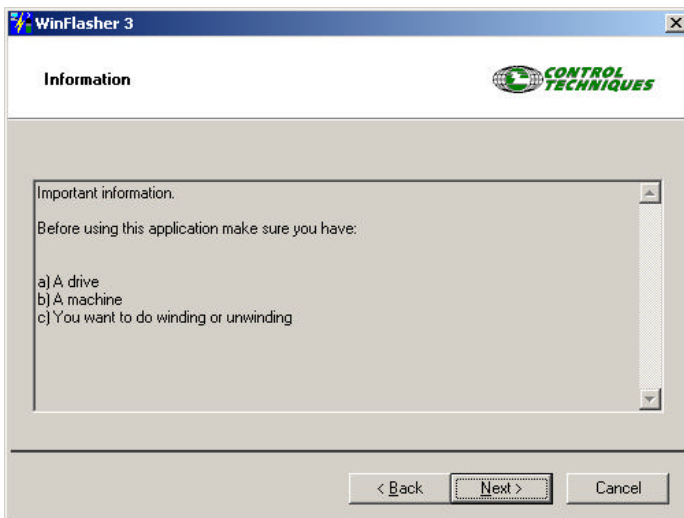 WinFlasher 3
Information
CONTROL
TECHNIQUES
Important information.
Before using this application make sure you have:
a) A drive
b) A machine
c) You want to do winding or unwinding
< Back
Next >
Cancel